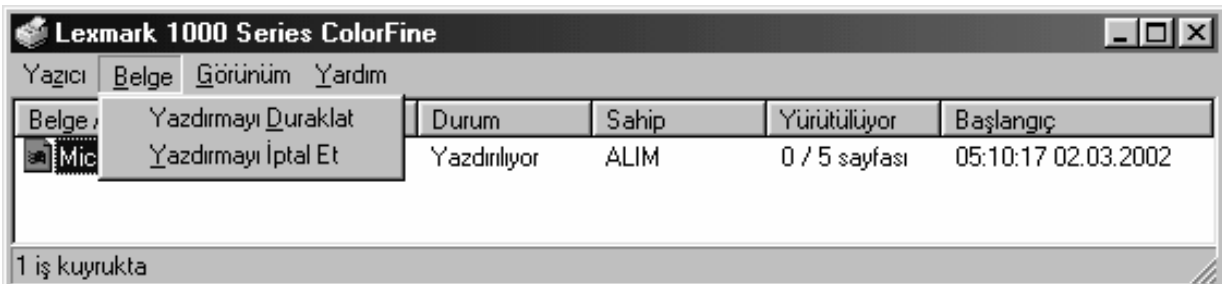 Lexmark 1000 Series ColorFine
Yazıcı Belge Görünüm Yardım
Belge Durum Sahip Yürütülüyor Başlangıç
Yazdırmayı Duraklat
Mic Yazdırılıyor ALIM 0 / 5 sayfası 05:10:17 02.03.2002
Yazdırmayı İptal Et
1 iş kuyrukta